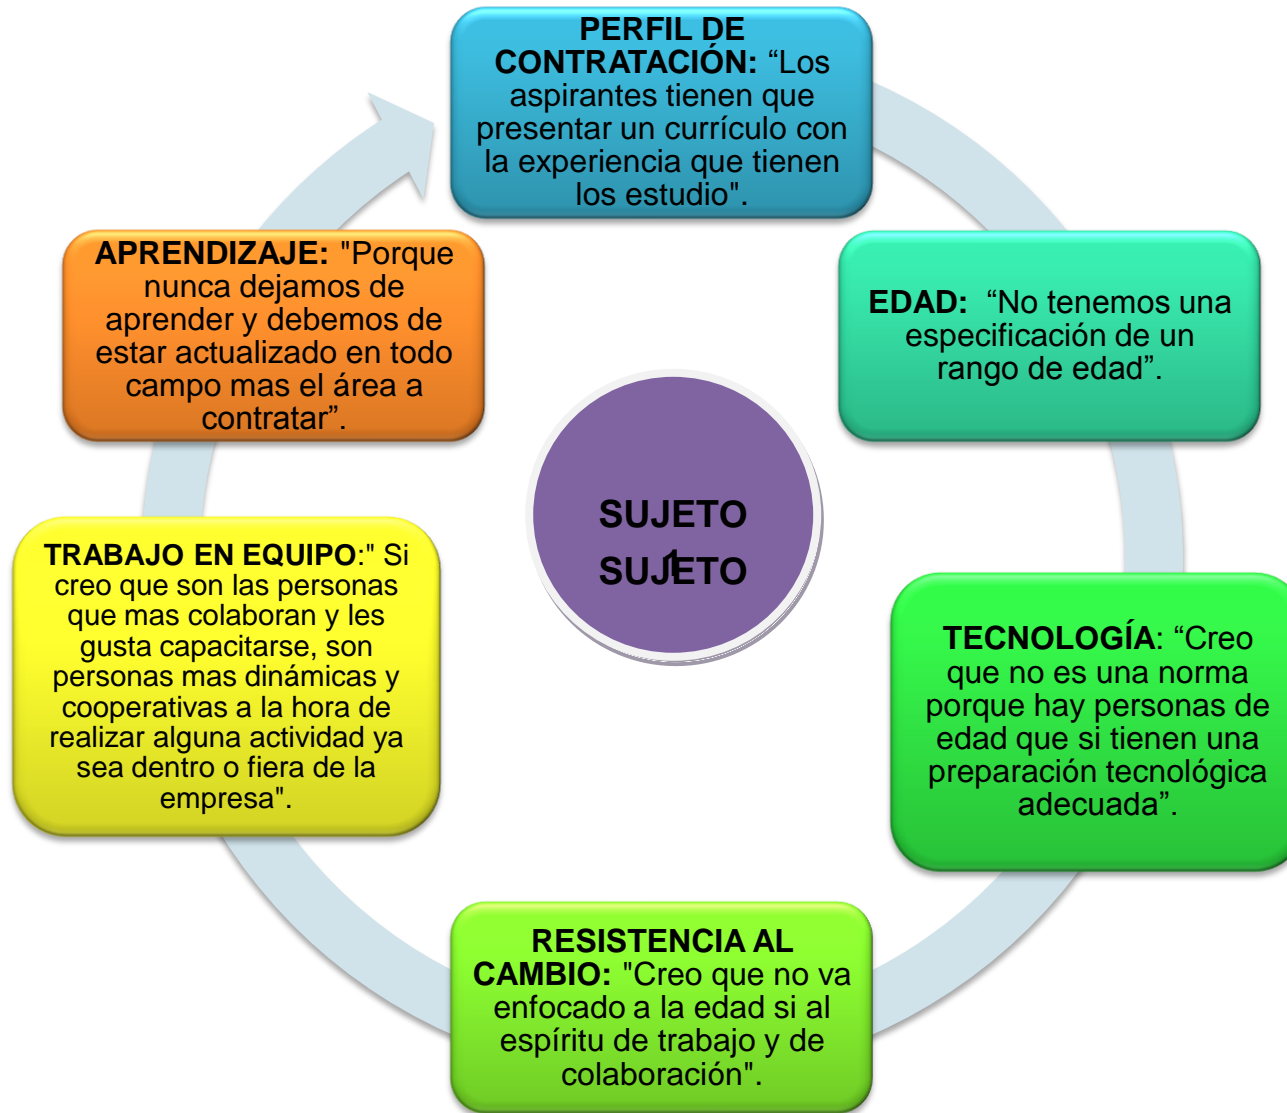 PERFIL DE
CONTRATACIÓN: “Los
aspirantes tienen que
presentar un currículo con
la experiencia que tienen
los estudio".
EDAD:  “No tenemos una
especificación de un
rango de edad”.
TECNOLOGÍA: “Creo
que no es una norma
porque hay personas de
edad que si tienen una
preparación tecnológica
adecuada”.
RESISTENCIA AL
CAMBIO: "Creo que no va
enfocado a la edad si al
espíritu de trabajo y de
colaboración".
TRABAJO EN EQUIPO:" Si
creo que son las personas
que mas colaboran y les
gusta capacitarse, son
personas mas dinámicas y
cooperativas a la hora de
realizar alguna actividad ya
sea dentro o fiera de la
empresa".
APRENDIZAJE: "Porque
nunca dejamos de
aprender y debemos de
estar actualizado en todo
campo mas el área a
contratar”.
SUJETO
1
SUJETO